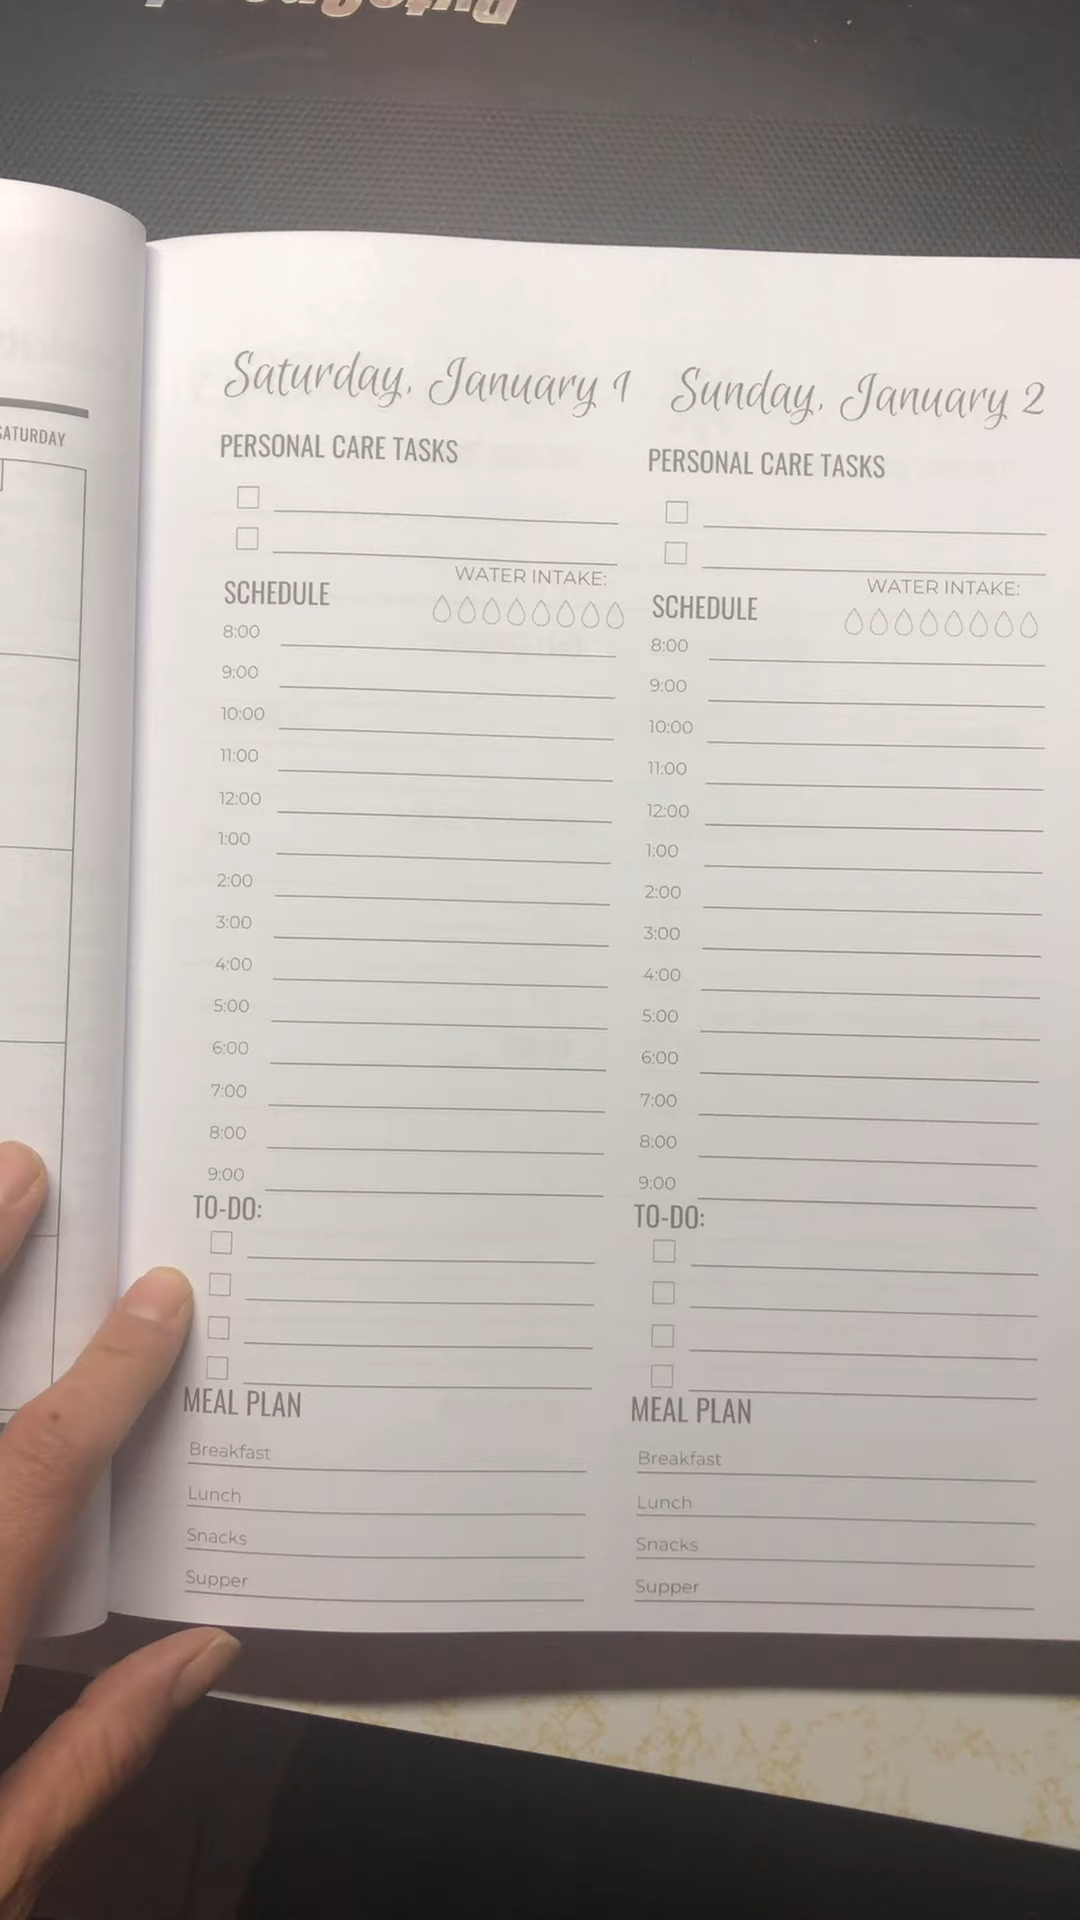 SATURDAY
Saturday, January 1
PERSONAL CARE TASKS
WATER INTAKE:
SCHEDULE
8:00
9:00
10:00
11:00
12:00
1:00
2:00
3:00
4:00
5:00
6:00
7:00
8:00
9:00
TO-DO:
MEAL PLAN
Breakfast
Lunch
Snacks
Supper
Sunday, January 2
PERSONAL CARE TASKS
WATER INTAKE:
SCHEDULE
8:00
9:00
10:00
11:00
12:00
1:00
2:00
3:00
4:00
5:00
6:00
7:00
8:00
9:00
TO-DO:
MEAL PLAN
Breakfast
Lunch
Snacks
Supper